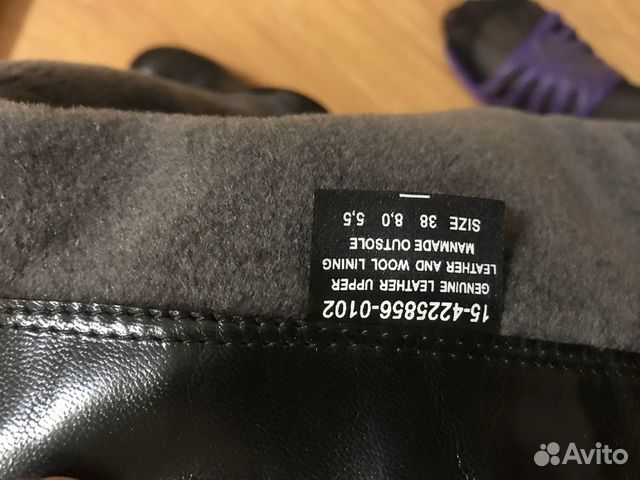 15-4225856-0102
GENUINE LEATHER UPPER
LEATHER AND WOOL LINING
MANMADE OUTSOLE
SIZE 38 8,0 5,5
Avito